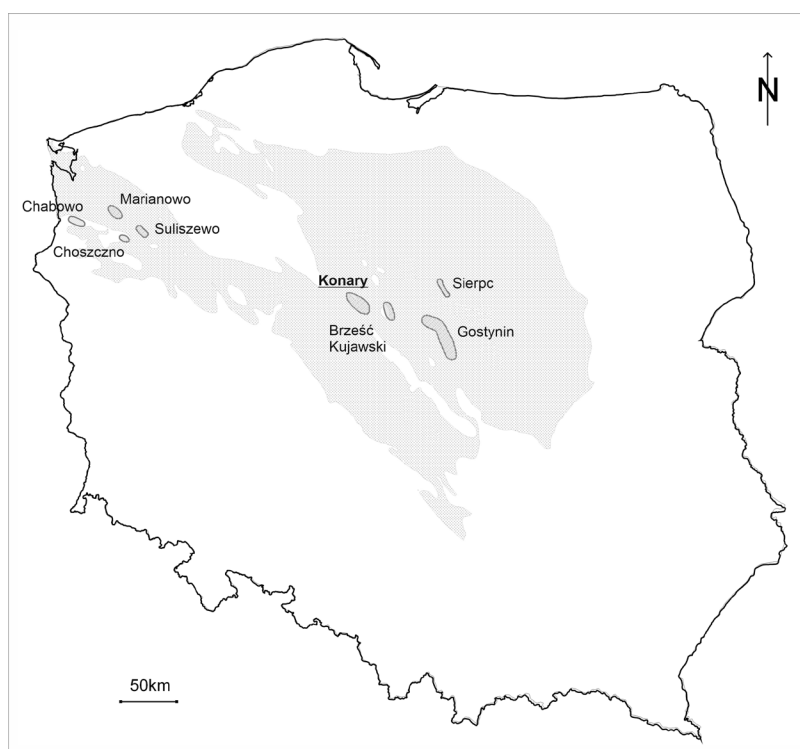 N
Marianowo
Chabowo
Suliszewo
Choszczno
Konary
Sierpc
Brześć
Kujawski
Gostynin
50km